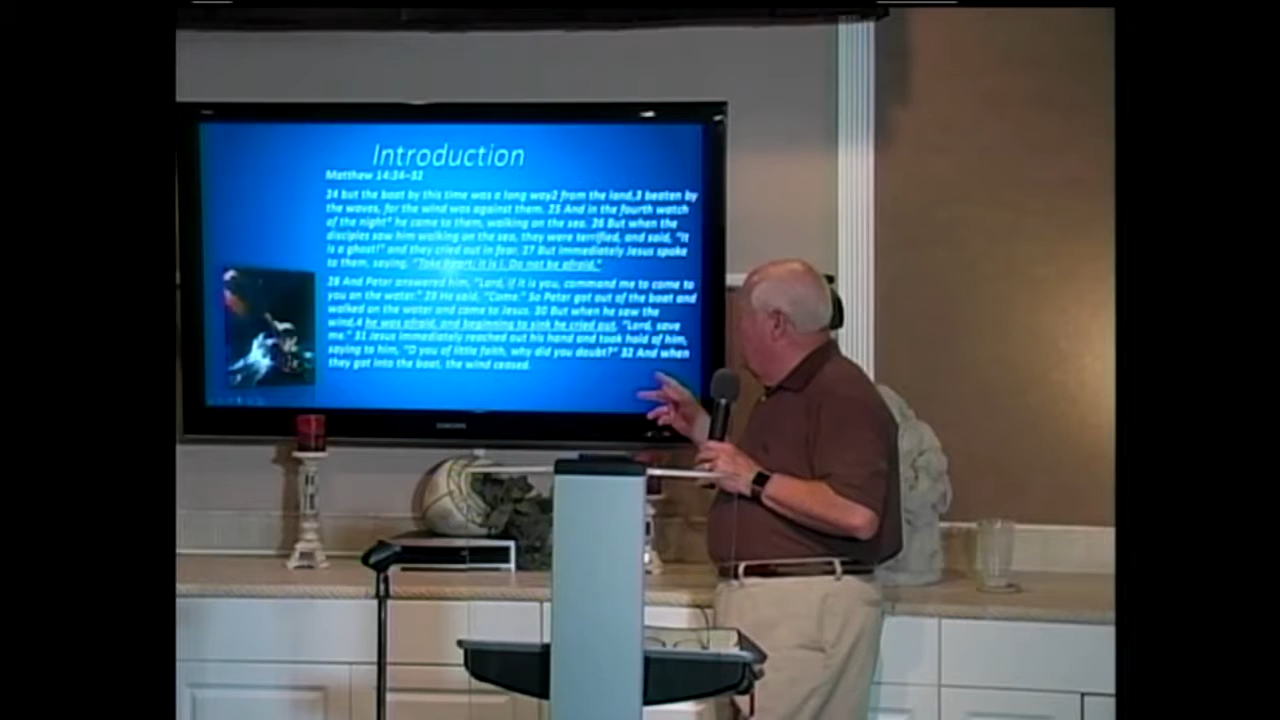 Introduction
Matthew 14:24–32
24 but the boat by this time was a long way2 from the land,3 beaten by
the waves, for the wind was against them. 25 And in the fourth watch
of the night* he came to them, walking on the sea. 26 But when the
disciples saw him walking on the sea, they were terrified, and said, "It
is a ghost!" and they cried out in fear. 27 But immediately Jesus spoke
to them, saying, "Take heart; it is I. Do not be afraid."
28 And Peter answered him, "Lord, if it is you, command me to come to
you on the water." 29 He said, "Come." So Peter got out of the boat and
walked on the water and came to Jesus. 30 But when he saw the
wind,4 he was afraid, and beginning to sink he cried out, "Lord, save
me." 31 Jesus immediately reached out his hand and took hold of him,
saying to him, "O you of little faith, why did you doubt?" 32 And when
they got into the boat, the wind ceased.
SAMSUNG